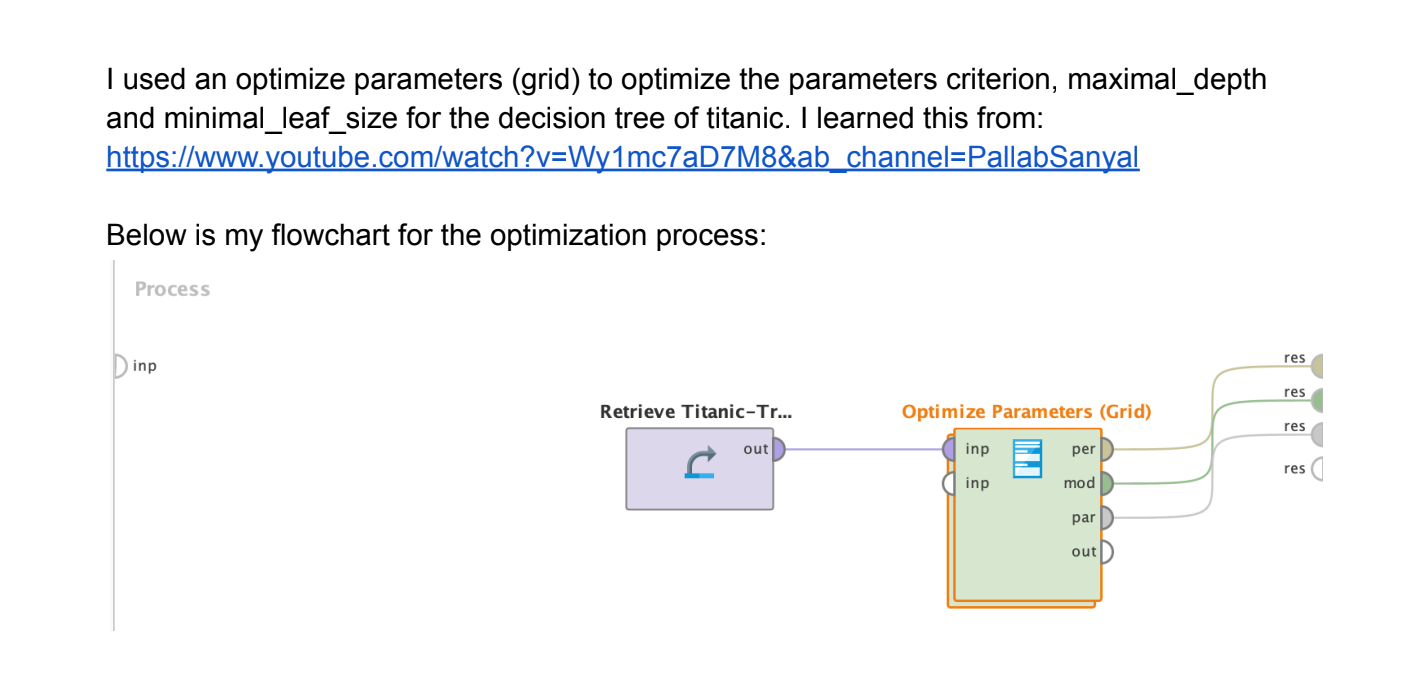 I used an optimize parameters (grid) to optimize the parameters criterion, maximal_depth
and minimal_leaf_size for the decision tree of titanic. I learned this from:
https://www.youtube.com/watch?v=Wy1mc7aD7M8&ab_channel=PallabSanyal
Below is my flowchart for the optimization process:
Process
inp
Retrieve Titanic-Tr...
out
Optimize Parameters (Grid)
inp
inp
per
mod
par
out
res
res
res
res